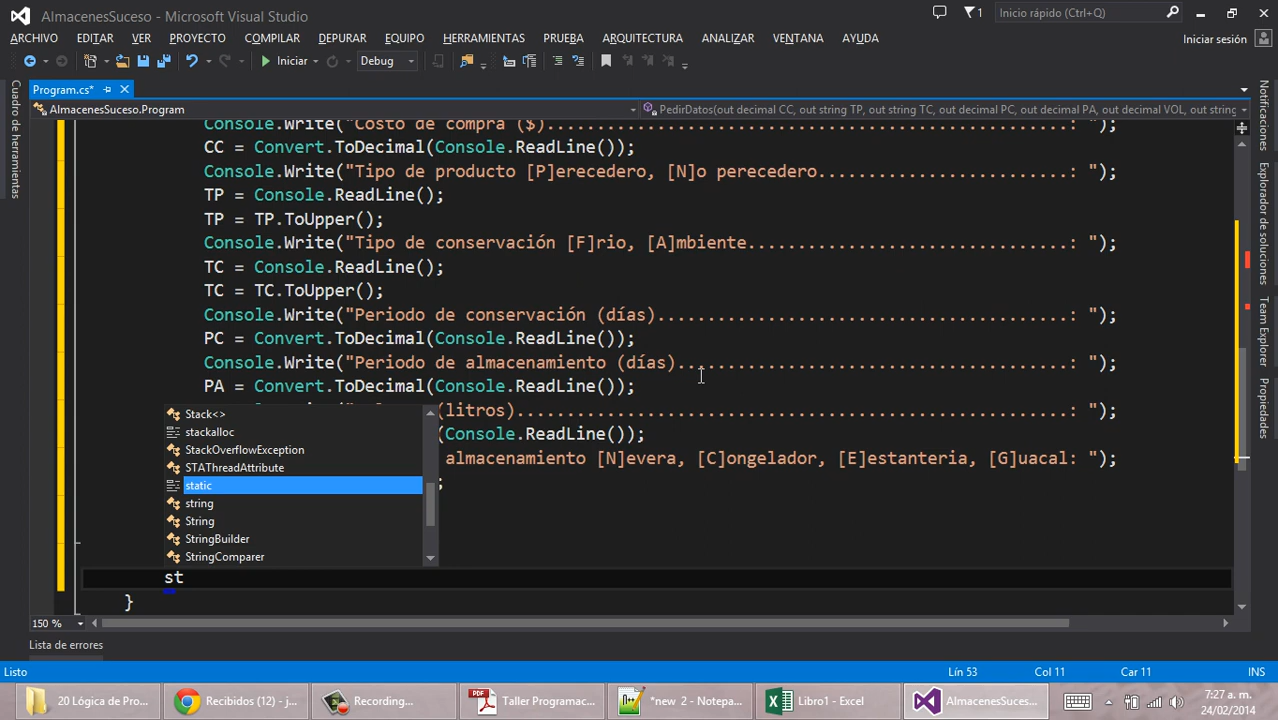 AlmacenesSuceso - Microsoft Visual Studio
1
Inicio rápido (Ctrl+Q)
ARCHIVO EDITAR VER PROYECTO COMPILAR DEPURAR EQUIPO HERRAMIENTAS PRUEBA ARQUITECTURA ANALIZAR VENTANA AYUDA
Iniciar sesión
Iniciar Debug
Program.cs*
AlmacenesSuceso.Program
PedirDatos(out decimal CC, out string TP, out string TC, out decimal PC, out decimal PA, out decimal VOL, out string
Cuadro de herramientas
Notificaciones
Explorador de soluciones
Team Explorer
Propiedades
Console.Write("Costo de compra ($)....................................................: ");
CC = Convert.ToDecimal(Console.ReadLine());
Console.Write("Tipo de producto [P]erecedero, [N]o perecedero.........................: ");
TP = Console.ReadLine();
TP = TP.ToUpper();
Console.Write("Tipo de conservación [F]rio, [A]mbiente................................: ");
TC = Console.ReadLine();
TC = TC.ToUpper();
Console.Write("Periodo de conservación (días).........................................: ");
PC = Convert.ToDecimal(Console.ReadLine());
Console.Write("Periodo de almacenamiento (días).......................................: ");
PA = Convert.ToDecimal(Console.ReadLine());
(litros).......................................................: ");
(Console.ReadLine());
almacenamiento [N]evera, [C]ongelador, [E]estanteria, [G]uacal: ");
;
Stack<>
stackalloc
StackOverflowException
STAThreadAttribute
static
string
String
StringBuilder
StringComparer
st
}
150 %
Lista de errores
Listo Lín 53 Col 11 Car 11 INS
20 Lógica de Pro... Recibidos (12) - j... Recording... Taller Programac... *new 2 - Notepa... Libro1 - Excel AlmacenesSuceso...
7:27 a. m.
24/02/2014